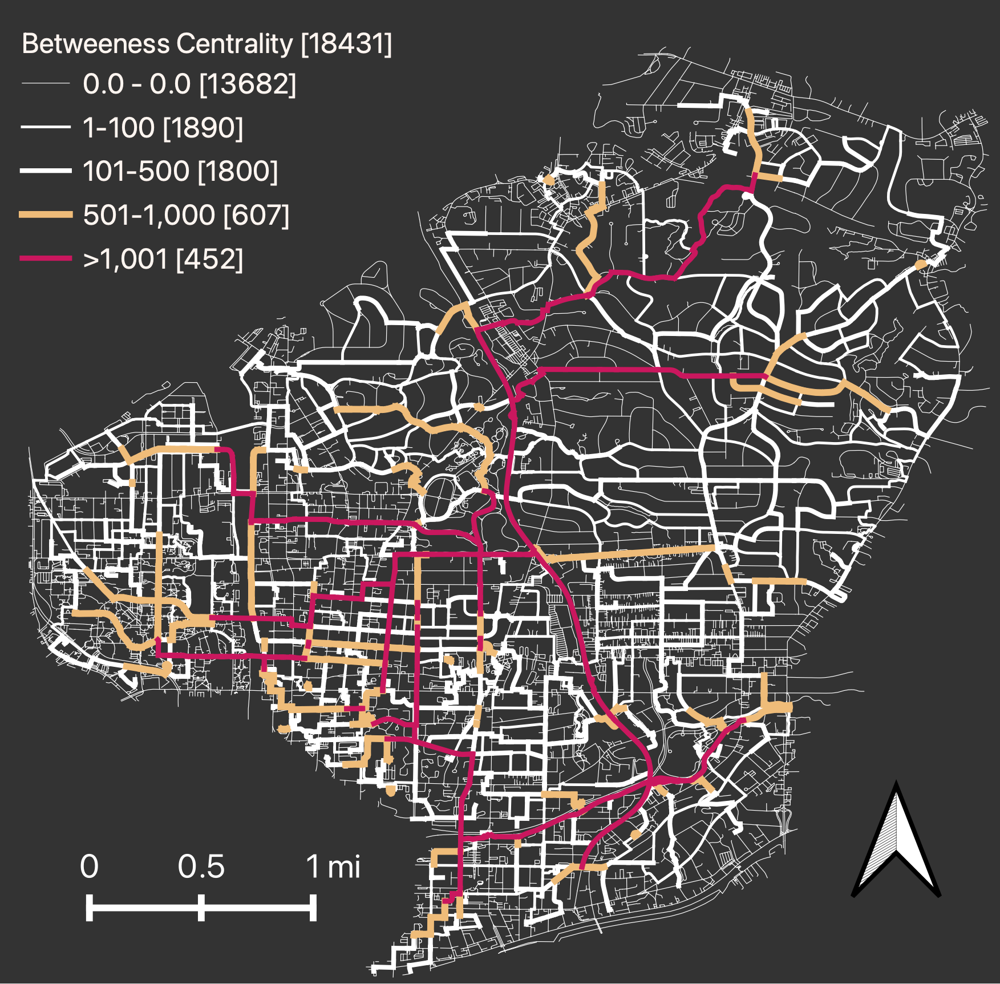 Betweeness Centrality [18431]
0.0 - 0.0 [13682]
1-100 [1890]
101-500 [1800]
501-1,000 [607]
>1,001 [452]
0 0.5 1 mi